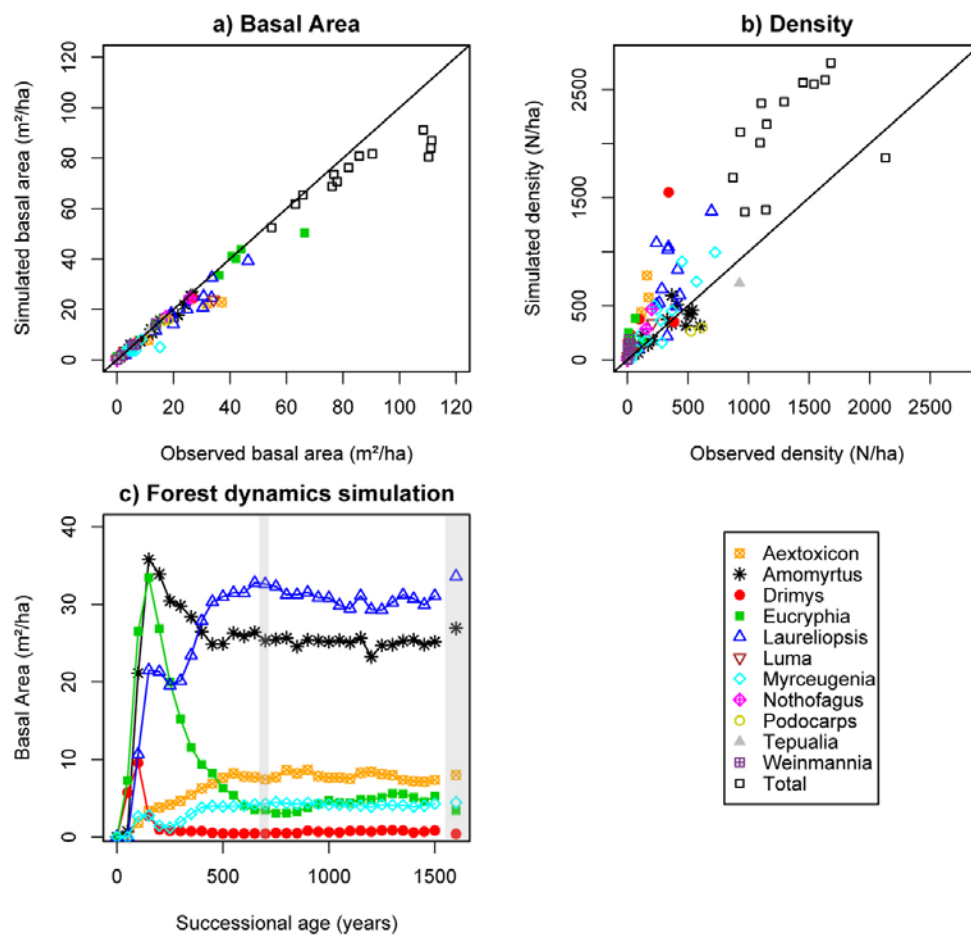 a) Basal Area
Simulated basal area (m²/ha)
120
100
80
60
40
20
0
0 20 40 60 80 100 120
Observed basal area (m²/ha)
b) Density
Simulated density (N/ha)
2500
1500
500
0
0 500 1000 1500 2000 2500
Observed density (N/ha)
c) Forest dynamics simulation
Basal Area (m²/ha)
40
30
20
10
0
0 500 1000 1500
Successional age (years)
Aextoxicon
Amomyrtus
Drimys
Eucryphia
Laureliopsis
Luma
Myrceugenia
Nothofagus
Podocarps
Tepualia
Weinmannia
Total